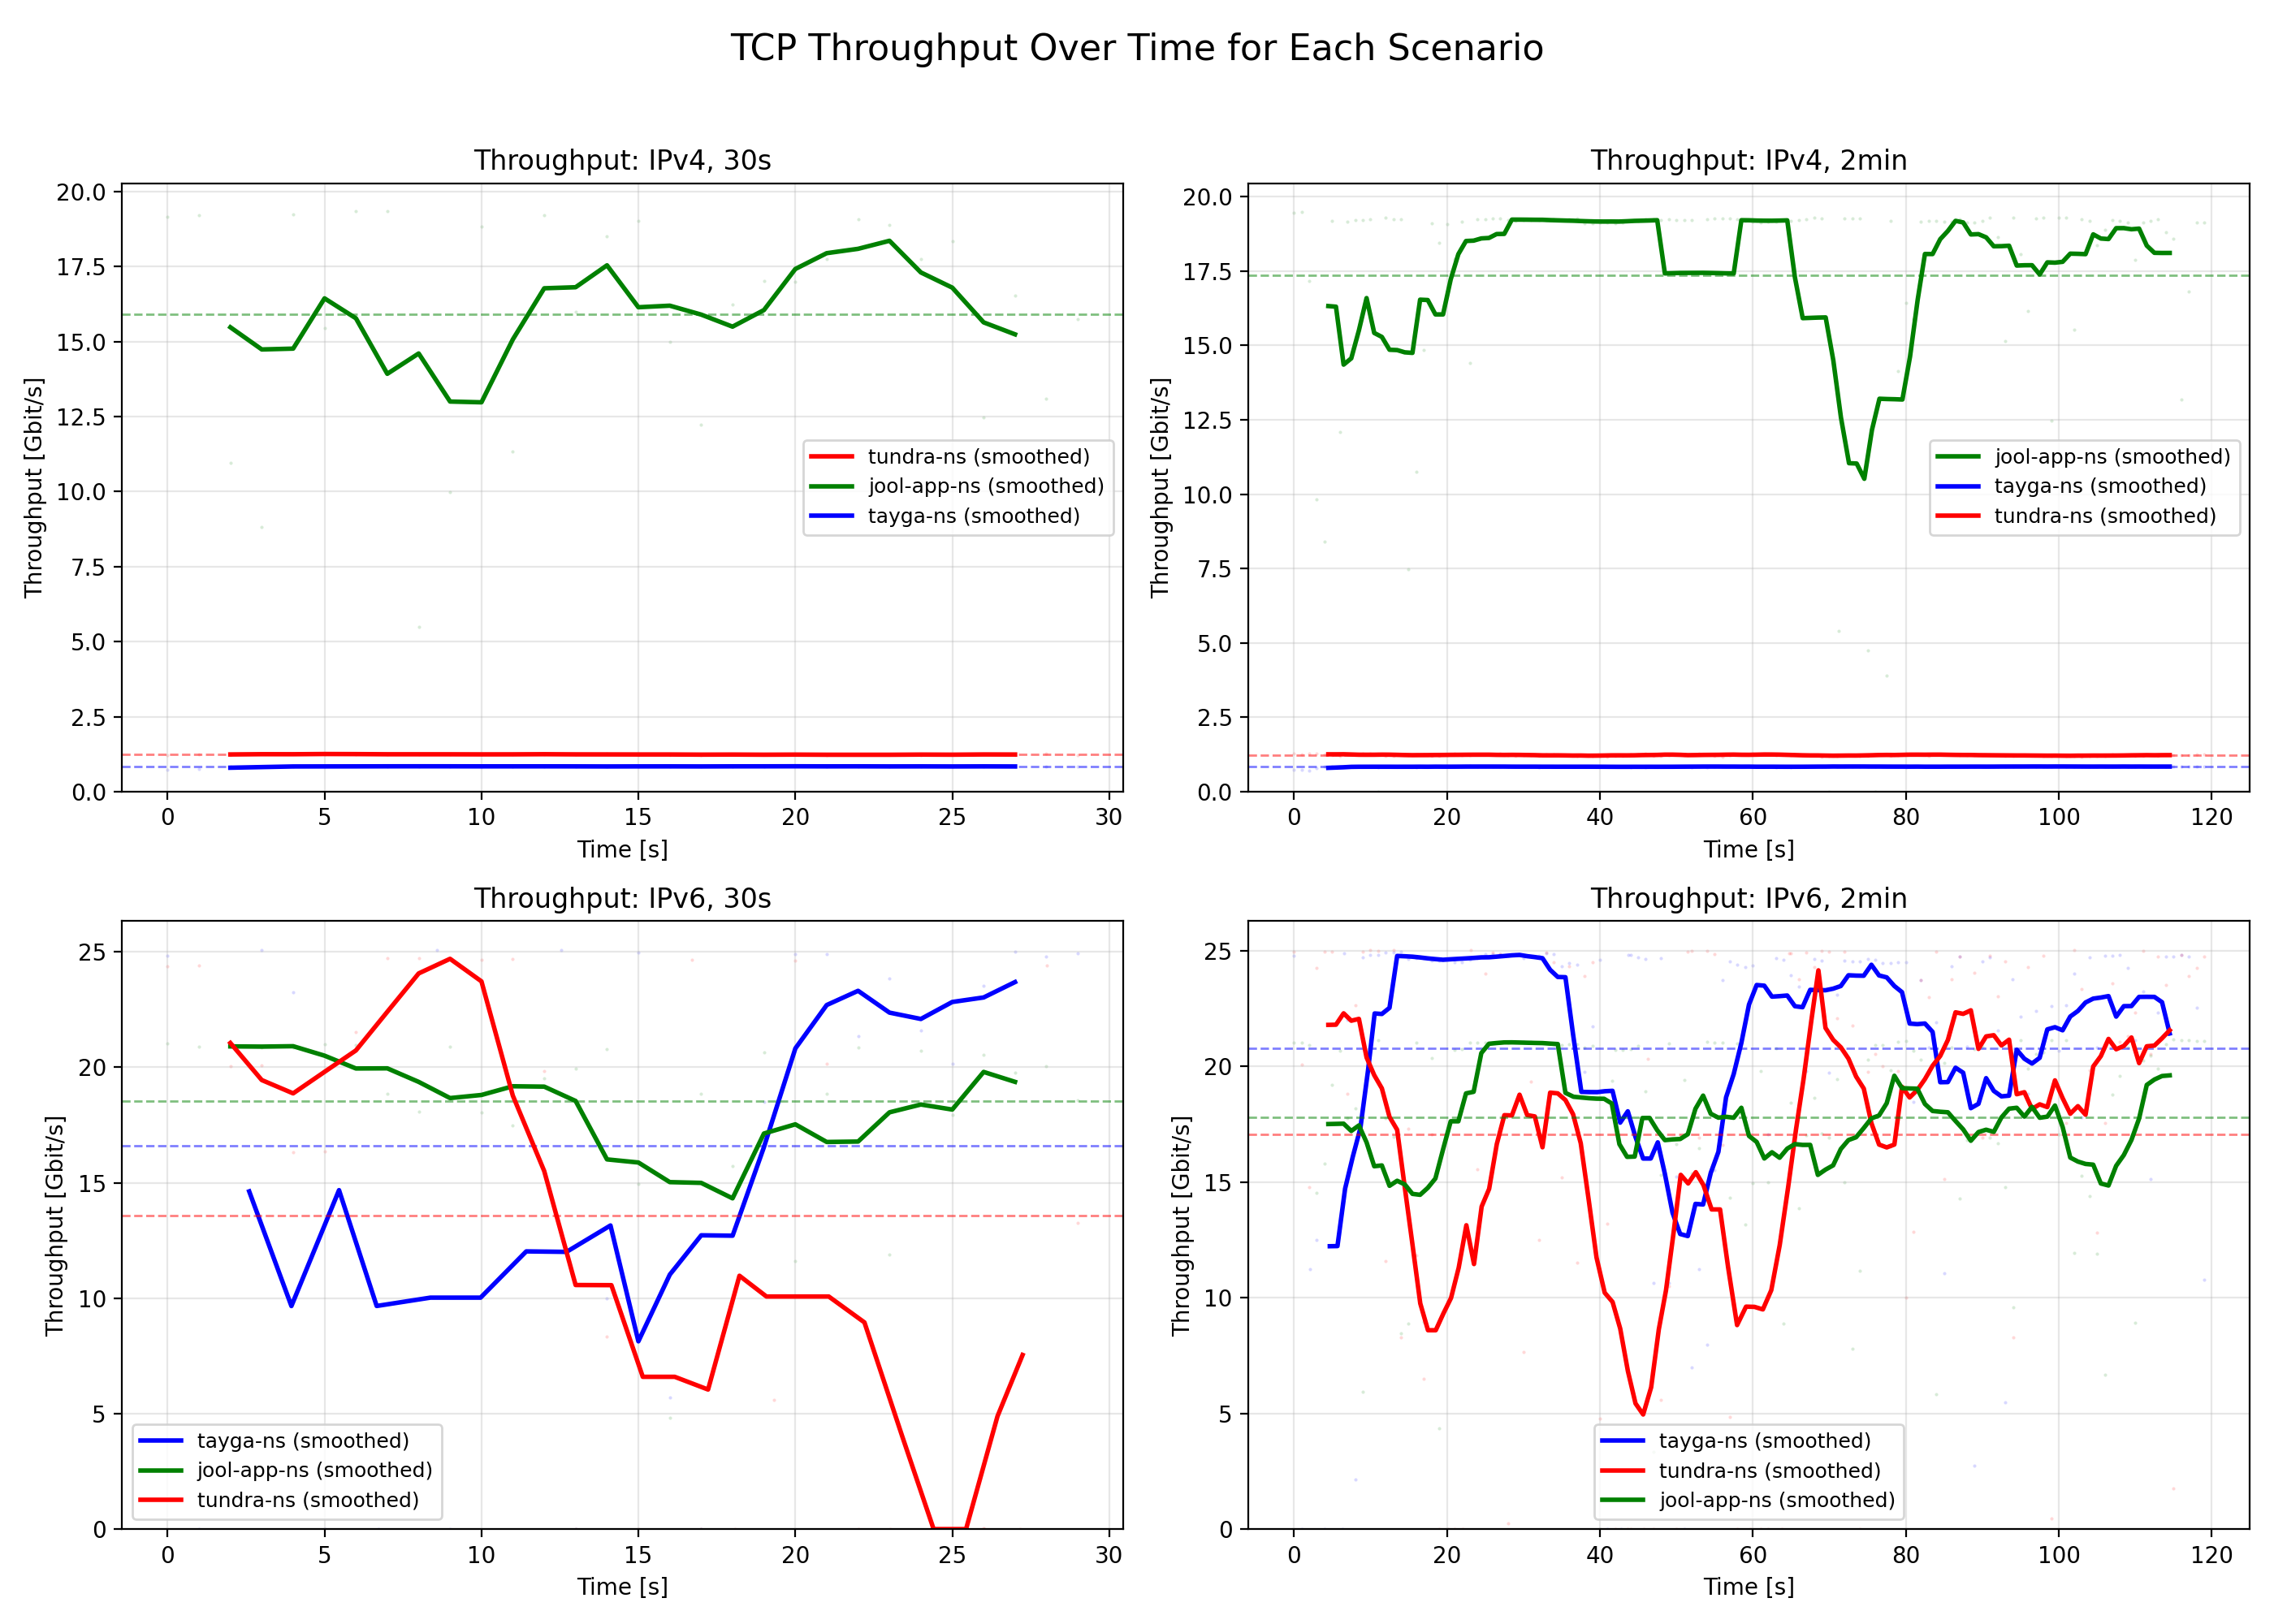 TCP Throughput Over Time for Each Scenario
Throughput: IPv4, 30s
Throughput [Gbit/s]
20.0
17.5
15.0
12.5
10.0
7.5
5.0
2.5
0.0
tundra-ns (smoothed)
jool-app-ns (smoothed)
tayga-ns (smoothed)
0 5 10 15 20 25 30
Time [s]
Throughput: IPv4, 2min
Throughput [Gbit/s]
20.0
17.5
15.0
12.5
10.0
7.5
5.0
2.5
0.0
jool-app-ns (smoothed)
tayga-ns (smoothed)
tundra-ns (smoothed)
0 20 40 60 80 100 120
Time [s]
Throughput: IPv6, 30s
Throughput [Gbit/s]
25
20
15
10
5
0
tayga-ns (smoothed)
jool-app-ns (smoothed)
tundra-ns (smoothed)
0 5 10 15 20 25 30
Time [s]
Throughput: IPv6, 2min
Throughput [Gbit/s]
25
20
15
10
5
0
tayga-ns (smoothed)
tundra-ns (smoothed)
jool-app-ns (smoothed)
0 20 40 60 80 100 120
Time [s]